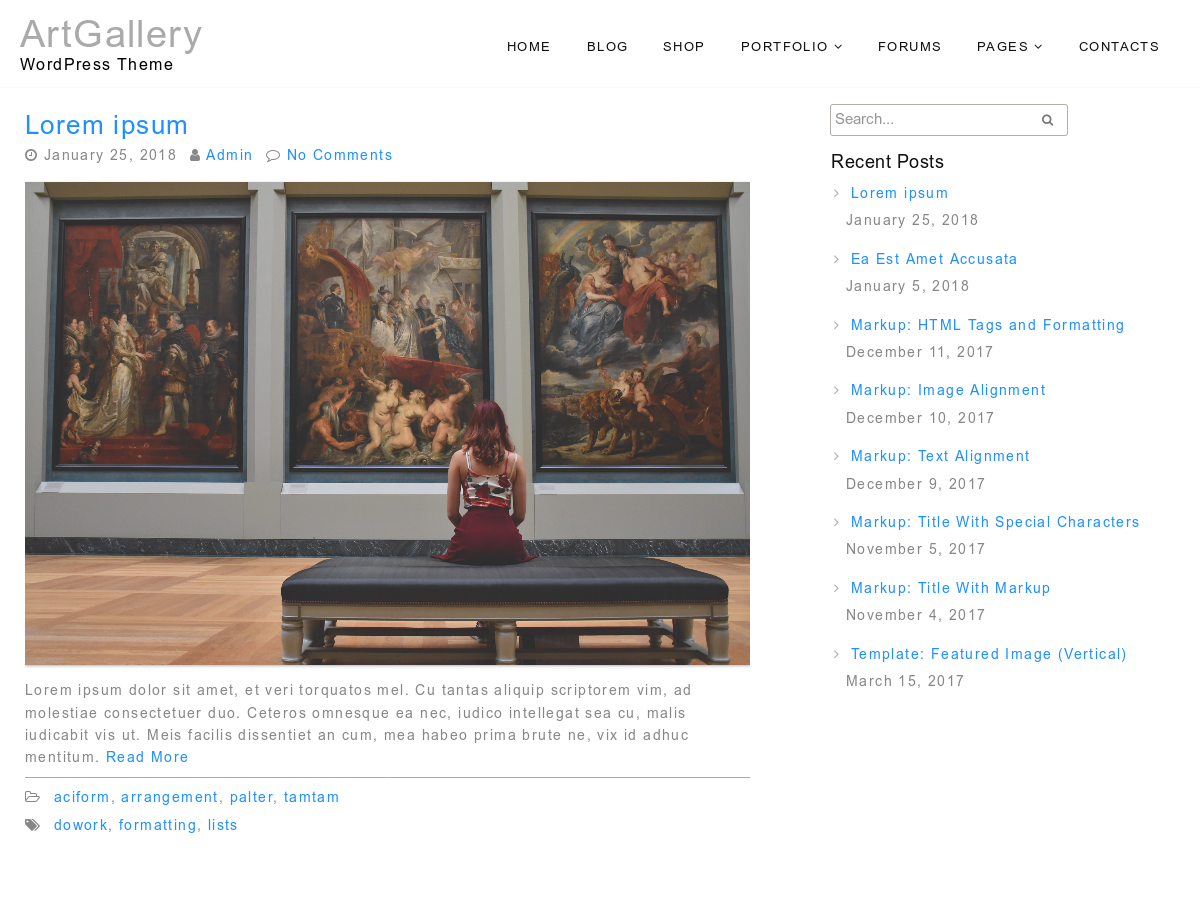 ArtGallery
WordPress Theme
HOME BLOG SHOP PORTFOLIO FORUMS PAGES CONTACTS
Lorem ipsum
January 25, 2018 Admin No Comments
Lorem ipsum dolor sit amet, et veri torquatos mel. Cu tantas aliquip scriptorem vim, ad
molestiae consectetuer duo. Ceteros omnesque ea nec, iudico intellegat sea cu, malis
iudicabit vis ut. Meis facilis dissentiet an cum, mea habeo prima brute ne, vix id adhuc
mentitum. Read More
aciform, arrangement, palter, tamtam
dowork, formatting, lists
Search...
Recent Posts
Lorem ipsum
January 25, 2018
Ea Est Amet Accusata
January 5, 2018
Markup: HTML Tags and Formatting
December 11, 2017
Markup: Image Alignment
December 10, 2017
Markup: Text Alignment
December 9, 2017
Markup: Title With Special Characters
November 5, 2017
Markup: Title With Markup
November 4, 2017
Template: Featured Image (Vertical)
March 15, 2017